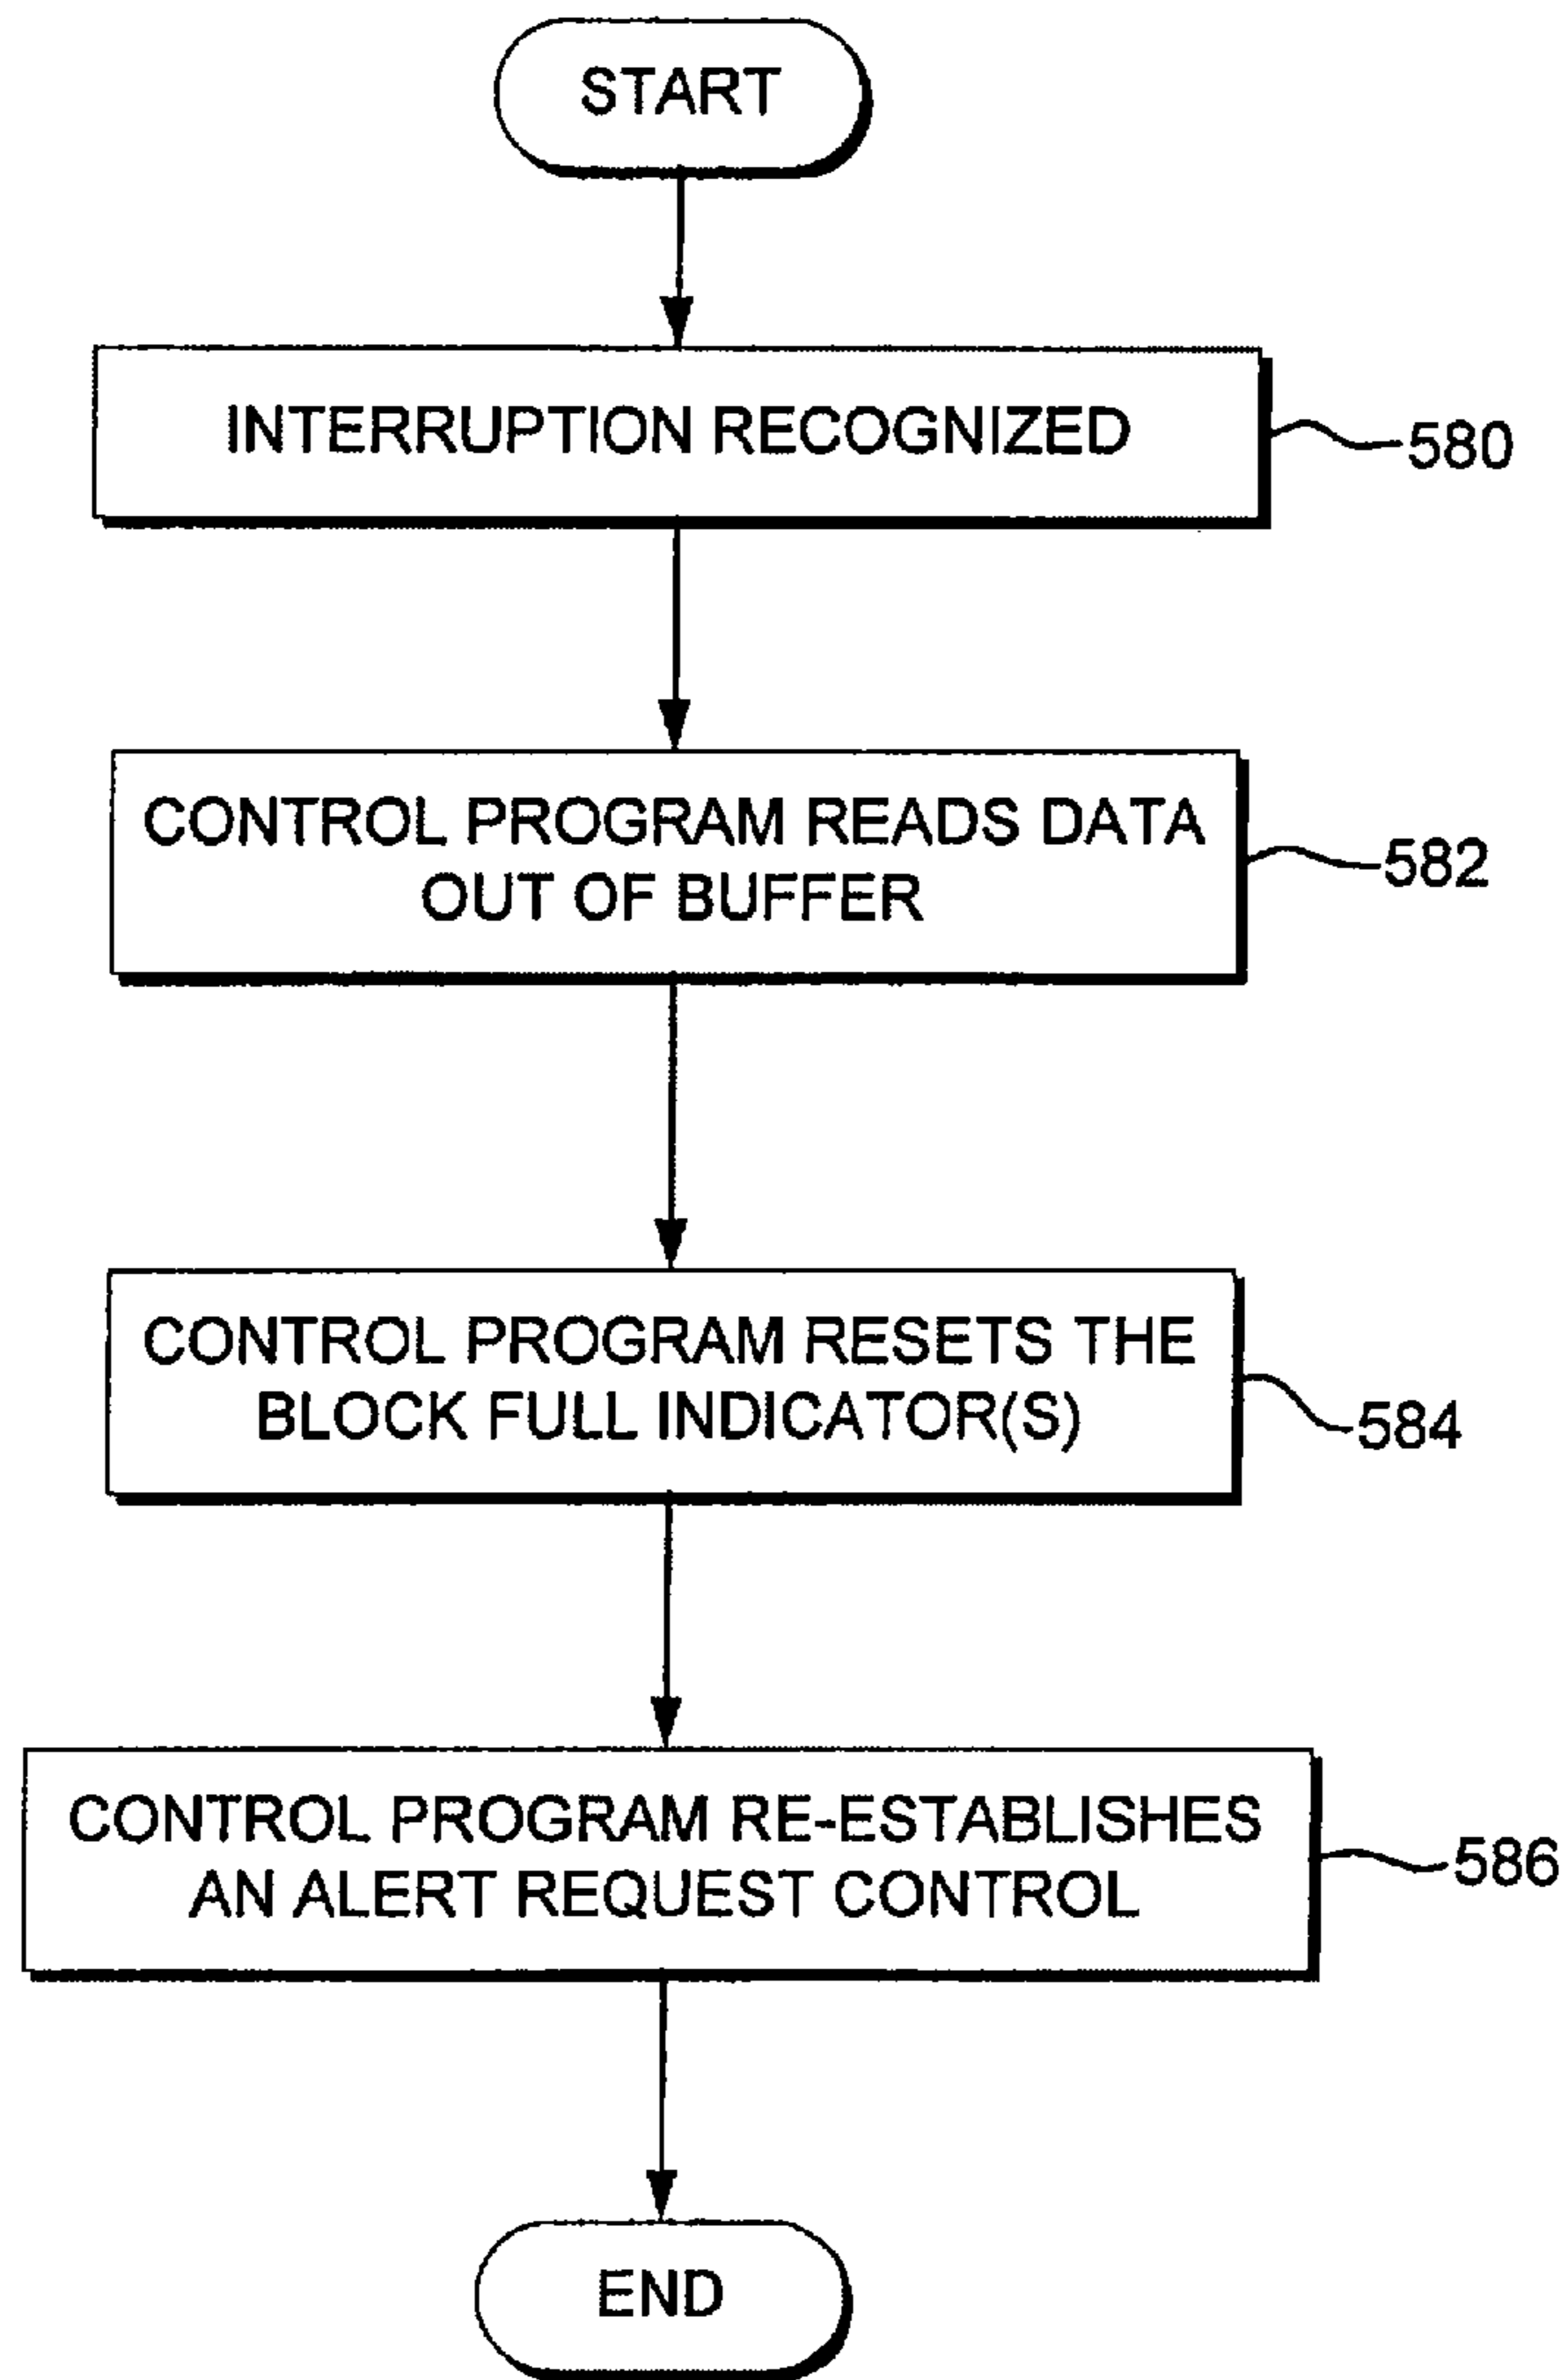 START
INTERRUPTION RECOGNIZED
580
CONTROL PROGRAM READS DATA
OUT OF BUFFER
582
CONTROL PROGRAM RESETS THE
BLOCK FULL INDICATOR(S)
584
CONTROL PROGRAM RE-ESTABLISHES
AN ALERT REQUEST CONTROL
586
END